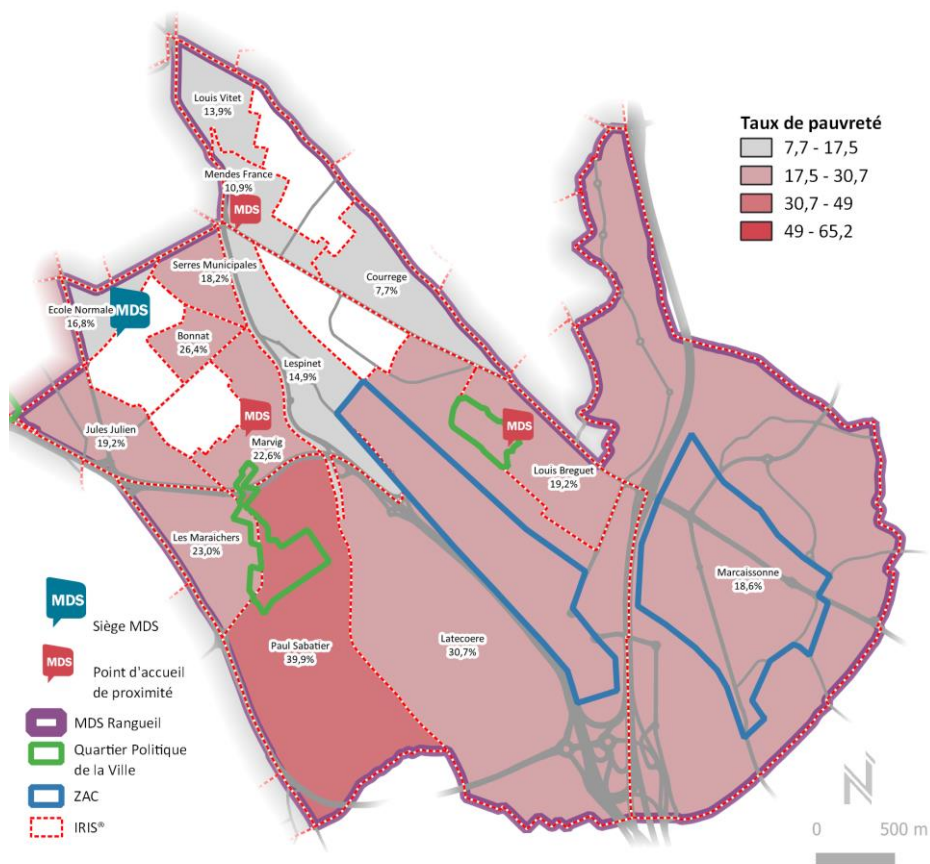 Louis Vitet
13,9%
Mendes France
10,9%
MDS
Serres Municipales
18,2%
Courrege
7,7%
Ecole Normale
16,8%
MDS
Bonnat
26,4%
Lespinet
14,9%
Jules Julien
19,2%
MDS
Marvig
22,6%
MDS
Louis Breguet
19,2%
Les Maraichers
23,0%
Marcaissonne
18,6%
Paul Sabatier
39,9%
Latecoere
30,7%
Taux de pauvreté
7,7 - 17,5
17,5 - 30,7
30,7 - 49
49 - 65,2
MDS
Siège MDS
MDS
Point d'accueil
de proximité
MDS Rangueil
Quartier Politique
de la Ville
ZAC
IRIS®
N
0 500 m